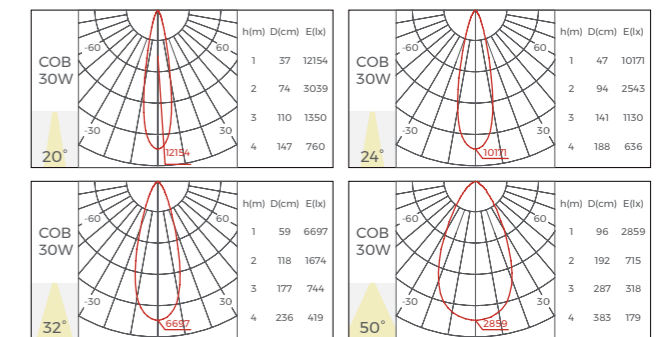 COB
30W
20°
-60
60
-30
30
12154
h(m) D(cm) E(lx)
1 37 12154
2 74 3039
3 110 1350
4 147 760
COB
30W
24°
-60
60
-30
30
10171
h(m) D(cm) E(lx)
1 47 10171
2 94 2543
3 141 1130
4 188 636
COB
30W
32°
-60
60
-30
30
6697
h(m) D(cm) E(lx)
1 59 6697
2 118 1674
3 177 744
4 236 419
COB
30W
50°
-60
60
-30
30
2859
h(m) D(cm) E(lx)
1 96 2859
2 192 715
3 287 318
4 383 179